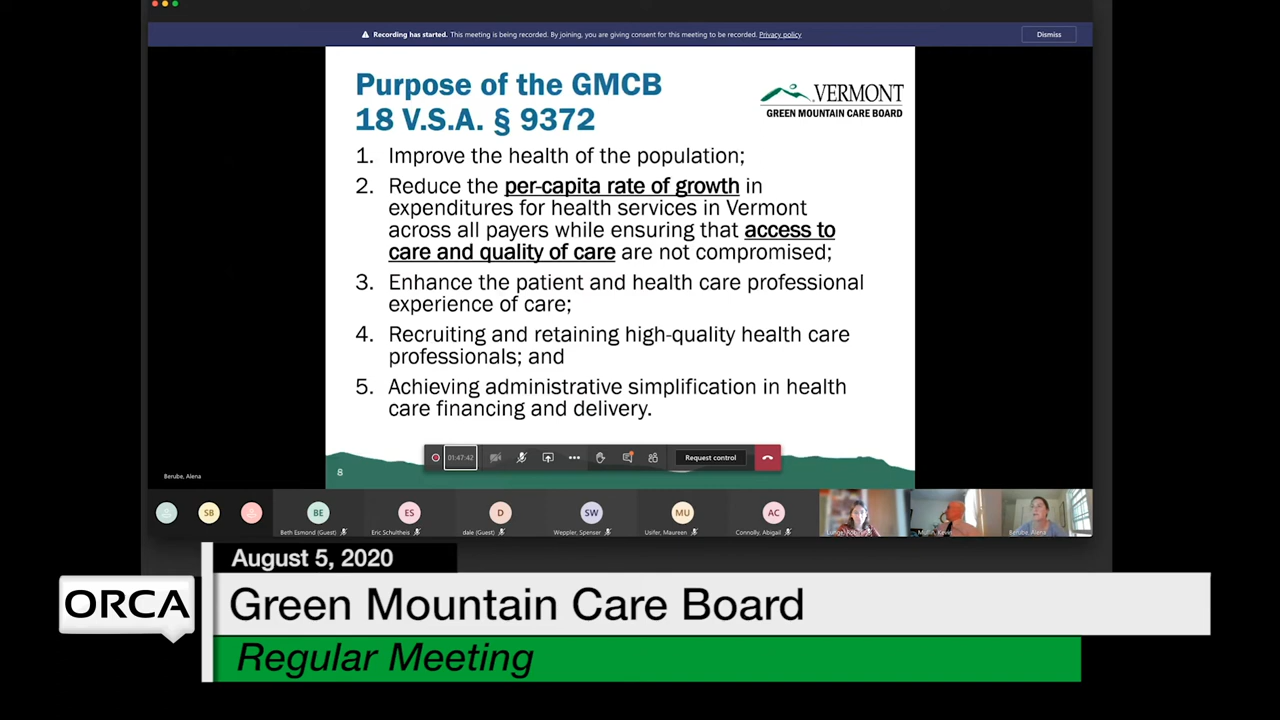 Recording has started. This meeting is being recorded. By joining, you are giving consent for this meeting to be recorded. Privacy policy
Dismiss
Purpose of the GMCB
18 V.S.A. § 9372
VERMONT
GREEN MOUNTAIN CARE BOARD
1. Improve the health of the population;
2. Reduce the per-capita rate of growth in
expenditures for health services in Vermont
across all payers while ensuring that access to
care and quality of care are not compromised;
3. Enhance the patient and health care professional
experience of care;
4. Recruiting and retaining high-quality health care
professionals; and
5. Achieving administrative simplification in health
care financing and delivery.
01:47:42
Request control
8
Berube, Alena
SB
BE
ES
D
SW
MU
AC
Beth Esmond (Guest)
Eric Schultheis
dale (Guest)
Weppler, Spenser
Usifer, Maureen
Connolly, Abigail
Mullin, Kevin
Berube, Alena
August 5, 2020
ORCA
Green Mountain Care Board
Regular Meeting